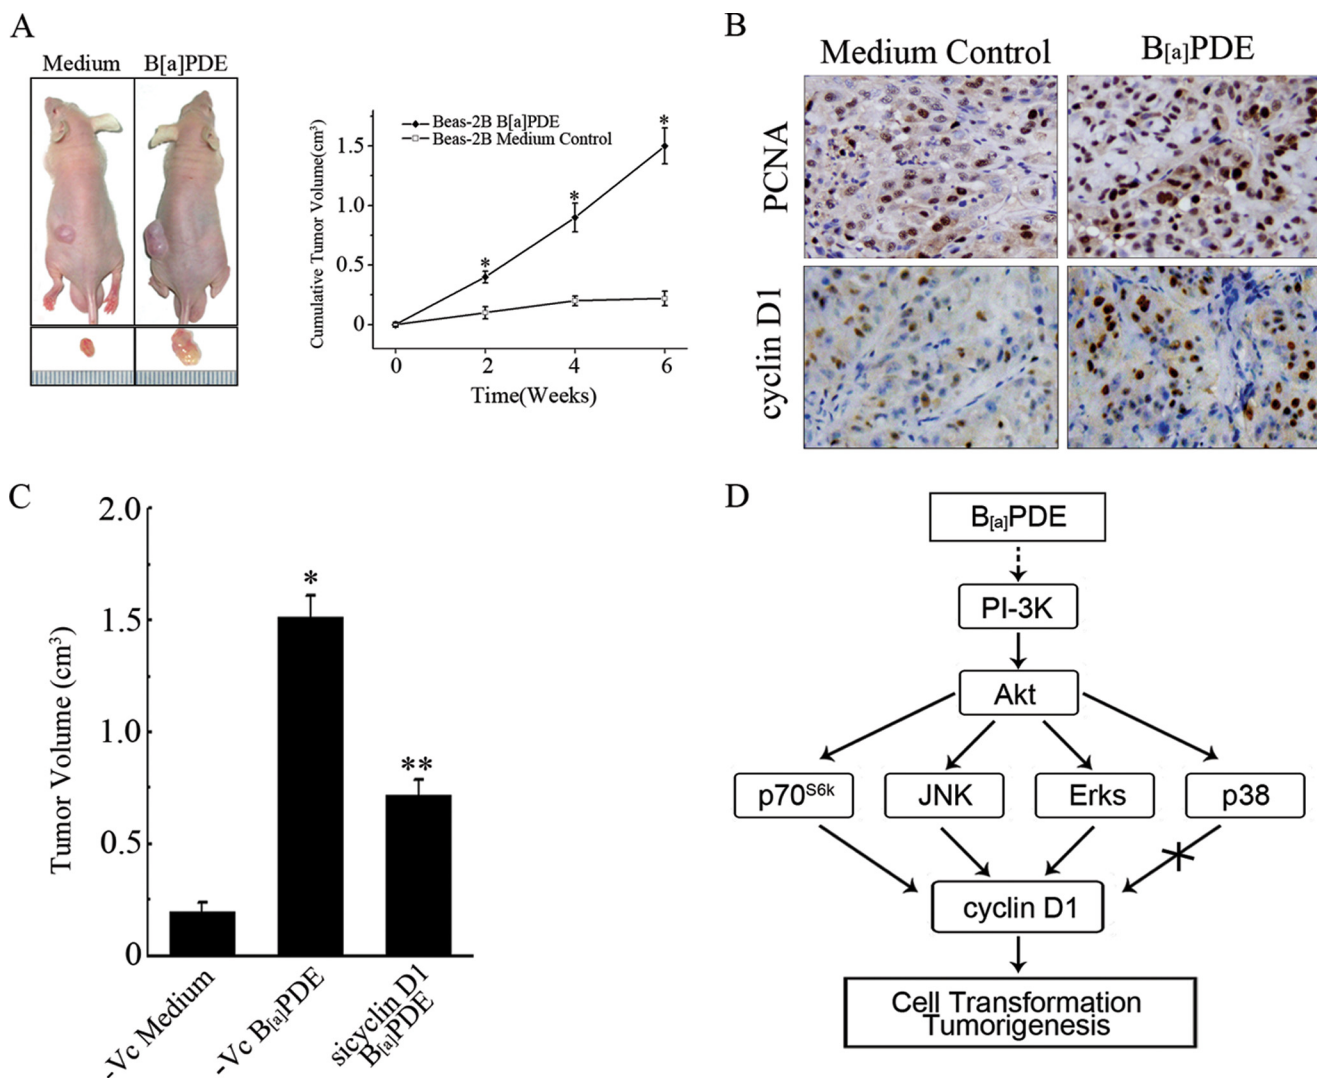 A
Medium B[a]PDE
Beas-2B B[a]PDE
Beas-2B Medium Control
Cumulative Tumor Volume(cm³)
1.5
1.0
0.5
0
* * *
0 2 4 6
Time(Weeks)
B
Medium Control B[a]PDE
PCNA
cyclin D1
C
Tumor Volume (cm³)
2.0
1.5
1.0
0.5
0
*
**
-Vc Medium
-Vc B[a]PDE
sicyclin D1
B[a]PDE
D
B[a]PDE
PI-3K
Akt
p70S6k JNK Erks p38
cyclin D1
Cell Transformation
Tumorigenesis